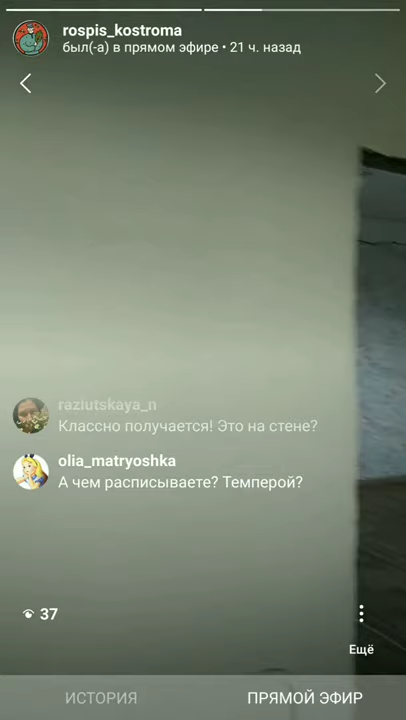 rospis_kostroma
был(-а) в прямом эфире • 21 ч. назад
raziutskaya_n
Классно получается! Это на стене?
olia_matryoshka
А чем расписываете? Темперой?
37
Ещё
ИСТОРИЯ ПРЯМОЙ ЭФИР